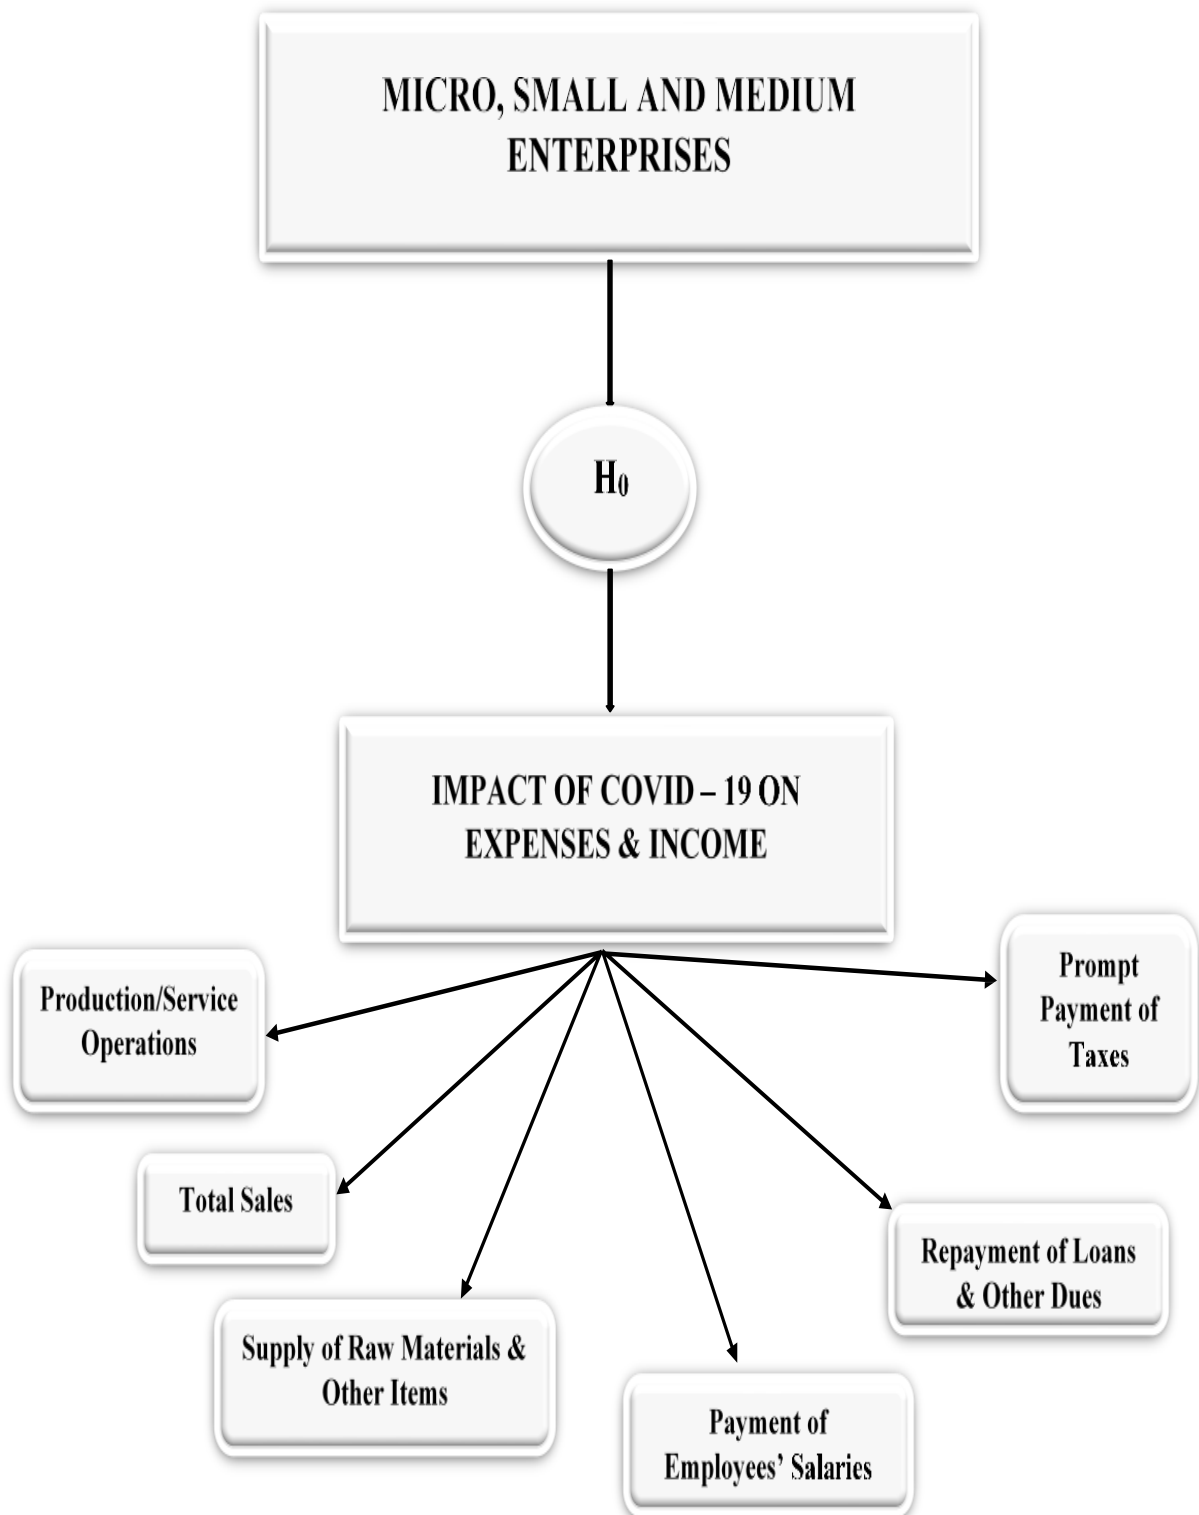 MICRO, SMALL AND MEDIUM
ENTERPRISES
H₀
IMPACT OF COVID – 19 ON
EXPENSES & INCOME
Production/Service
Operations
Total Sales
Supply of Raw Materials &
Other Items
Payment of
Employees’ Salaries
Repayment of Loans
& Other Dues
Prompt
Payment of
Taxes